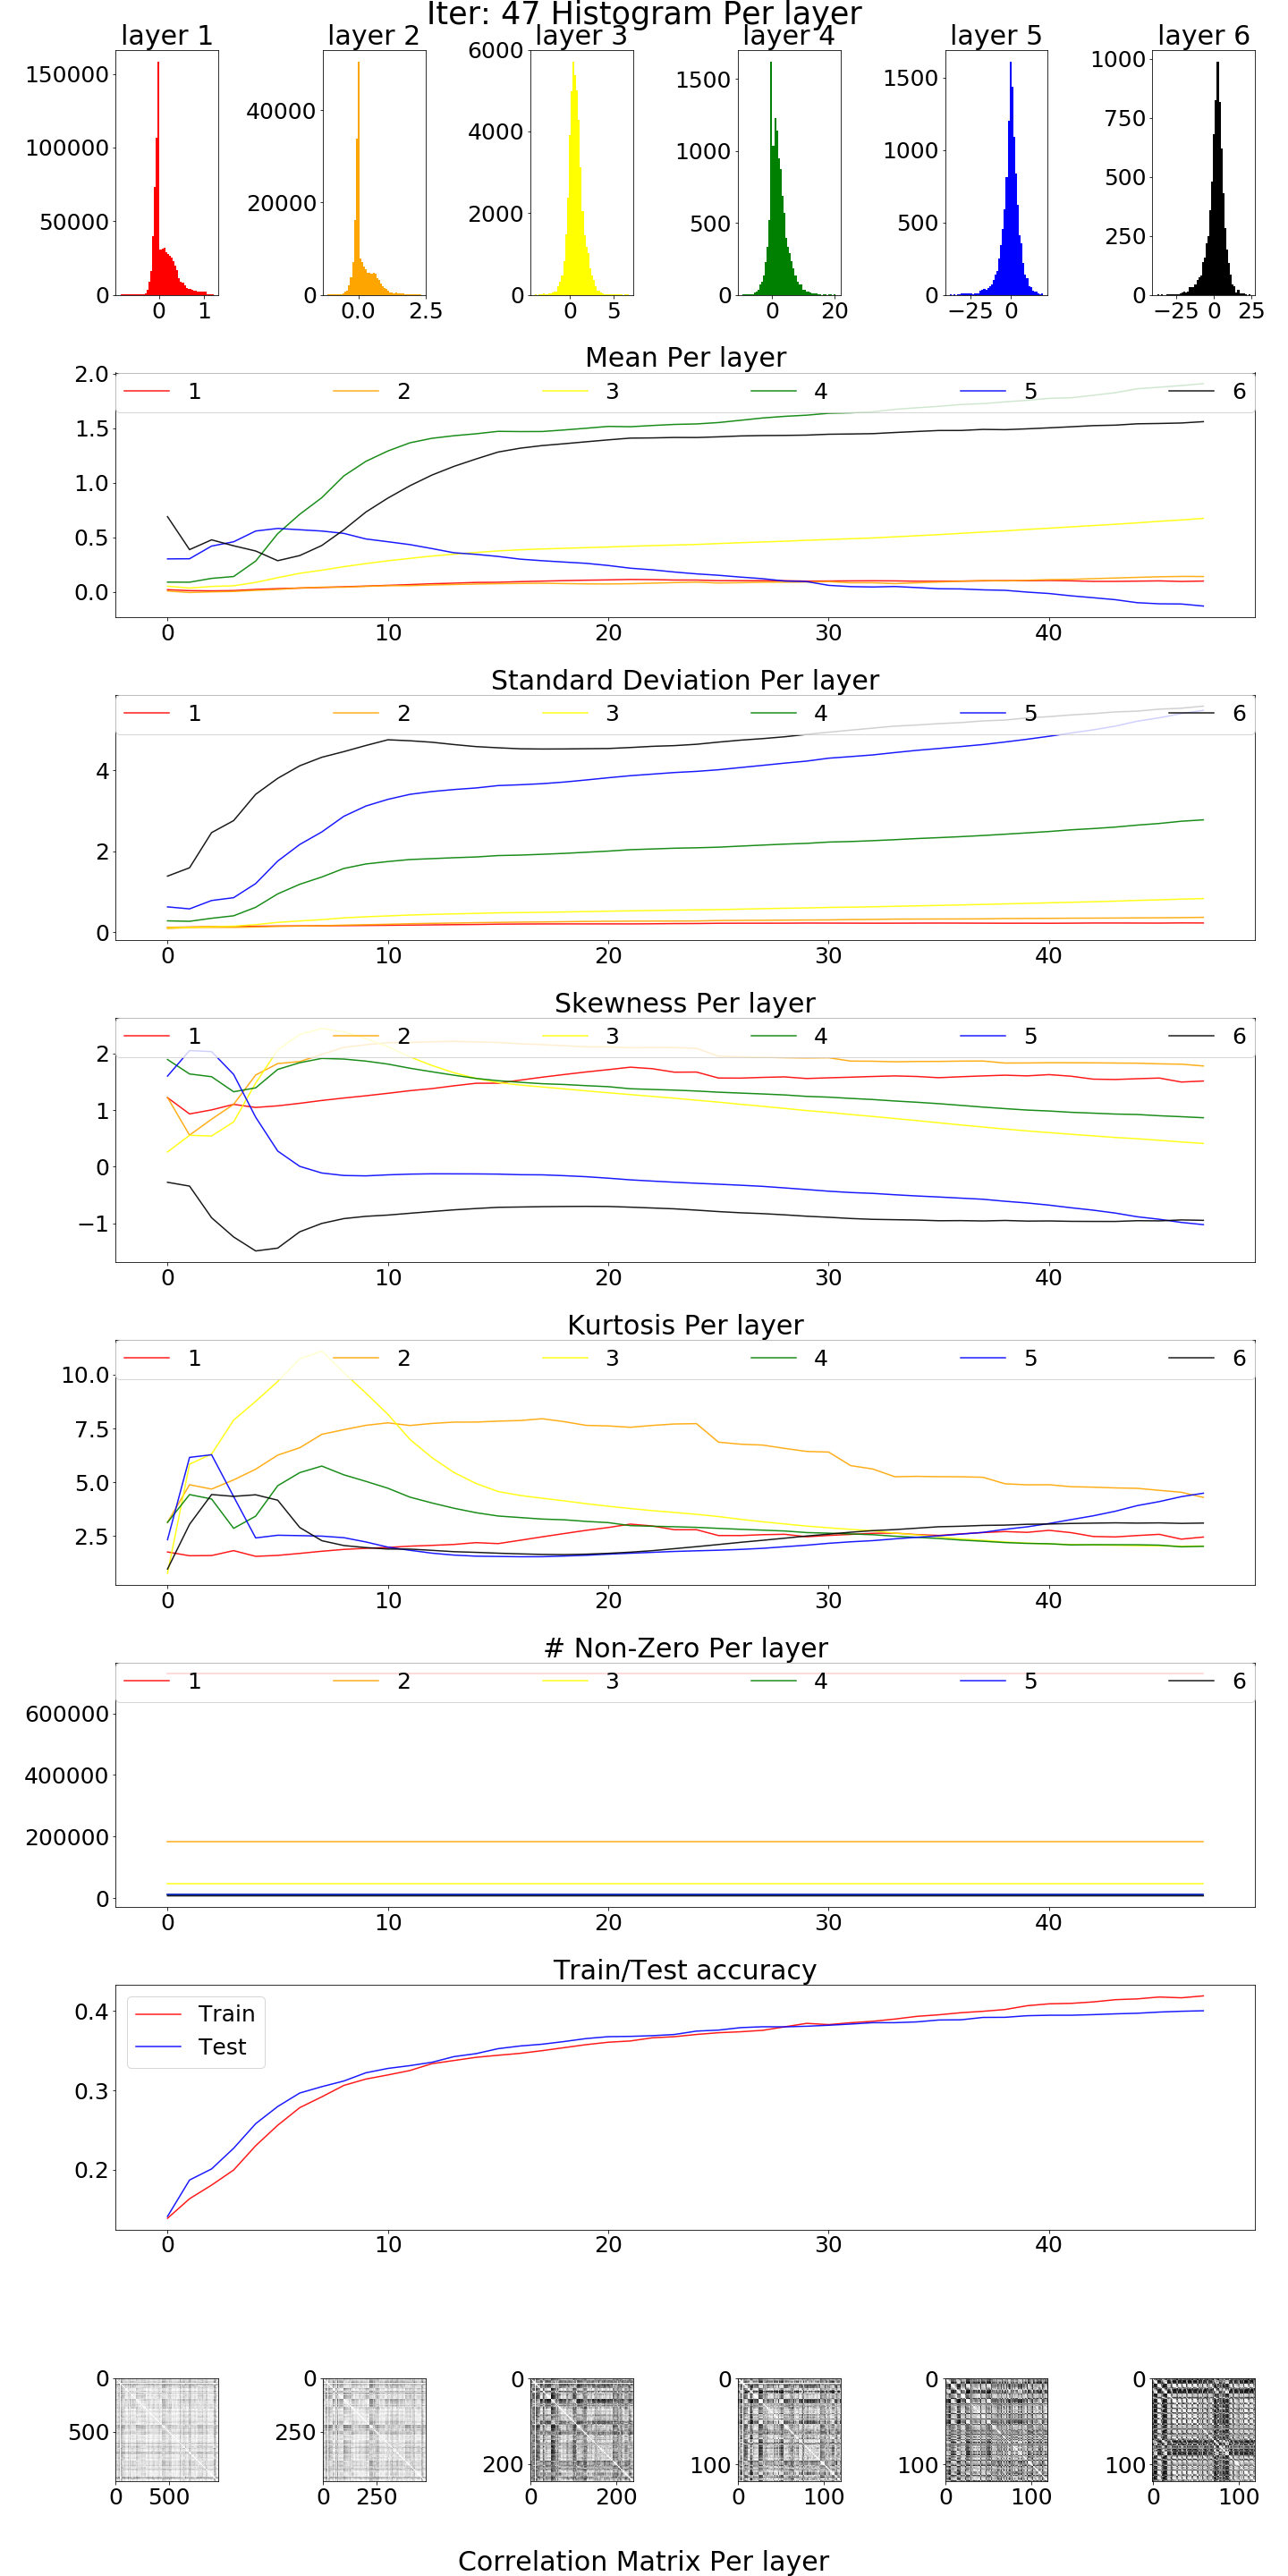 Iter: 47 Histogram Per layer
layer 1 layer 2 layer 3 layer 4 layer 5 layer 6
150000 100000 50000 0
0 1
40000 20000 0
0.0 2.5
6000 4000 2000 0
0 5
1500 1000 500 0
0 20
1500 1000 500 0
−25 0
1000 750 500 250 0
−25 0 25
Mean Per layer
1 2 3 4 5 6
2.0
1.5
1.0
0.5
0.0
0 10 20 30 40
Standard Deviation Per layer
1 2 3 4 5 6
4
2
0
0 10 20 30 40
Skewness Per layer
1 2 3 4 5 6
2
1
0
−1
0 10 20 30 40
Kurtosis Per layer
1 2 3 4 5 6
10.0
7.5
5.0
2.5
0 10 20 30 40
# Non-Zero Per layer
1 2 3 4 5 6
600000
400000
200000
0
0 10 20 30 40
Train/Test accuracy
Train
Test
0.4
0.3
0.2
0 10 20 30 40
0 500
0 500
0 250
0 250
0 200
0 200
0 100
0 100
0 100
0 100
0 100
0 100
Correlation Matrix Per layer